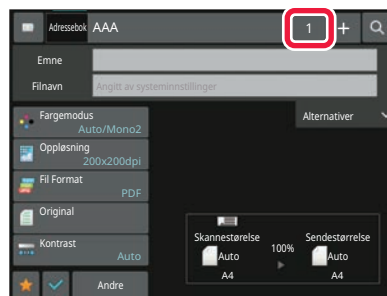 Adressebok AAA 1 +
Emne
Filnavn Angitt av systeminnstillinger
Fargemodus
Auto/Mono2
Alternativer
Oppløsning
200x200dpi
Fil Format
PDF
Original
Kontrast
Auto
Skannestørelse 100% Sendestørrelse
Auto Auto
A4 A4
Andre